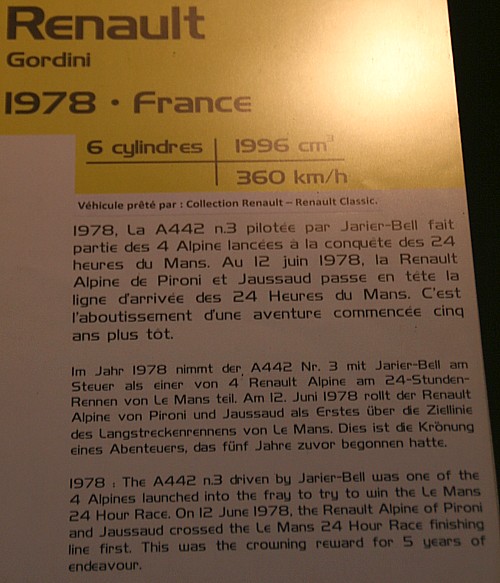 Renault
Gordini
1978 • France
6 cylindres 1996 cm³
360 km/h
Véhicule prêté par : Collection Renault – Renault Classic.
1978, La A442 n.3 pilotée par Jarier-Bell fait
partie des 4 Alpine lancées à la conquête des 24
heures du Mans. Au 12 juin 1978, la Renault
Alpine de Pironi et Jaussaud passe en tête la
ligne d'arrivée des 24 Heures du Mans. C'est
l'aboutissement d'une aventure commencée cinq
ans plus tôt.
Im Jahr 1978 nimmt der A442 Nr. 3 mit Jarier-Bell am
Steuer als einer von 4 Renault Alpine am 24-Stunden-
Rennen von Le Mans teil. Am 12. Juni 1978 rollt der Renault
Alpine von Pironi und Jaussaud als Erstes über die Ziellinie
des Langstreckenrennens von Le Mans. Dies ist die Krönung
eines Abenteuers, das fünf Jahre zuvor begonnen hatte.
1978 : The A442 n.3 driven by Jarier-Bell was one of the
4 Alpines launched into the fray to try to win the Le Mans
24 Hour Race. On 12 June 1978, the Renault Alpine of Pironi
and Jaussaud crossed the Le Mans 24 Hour Race finishing
line first. This was the crowning reward for 5 years of
endeavour.